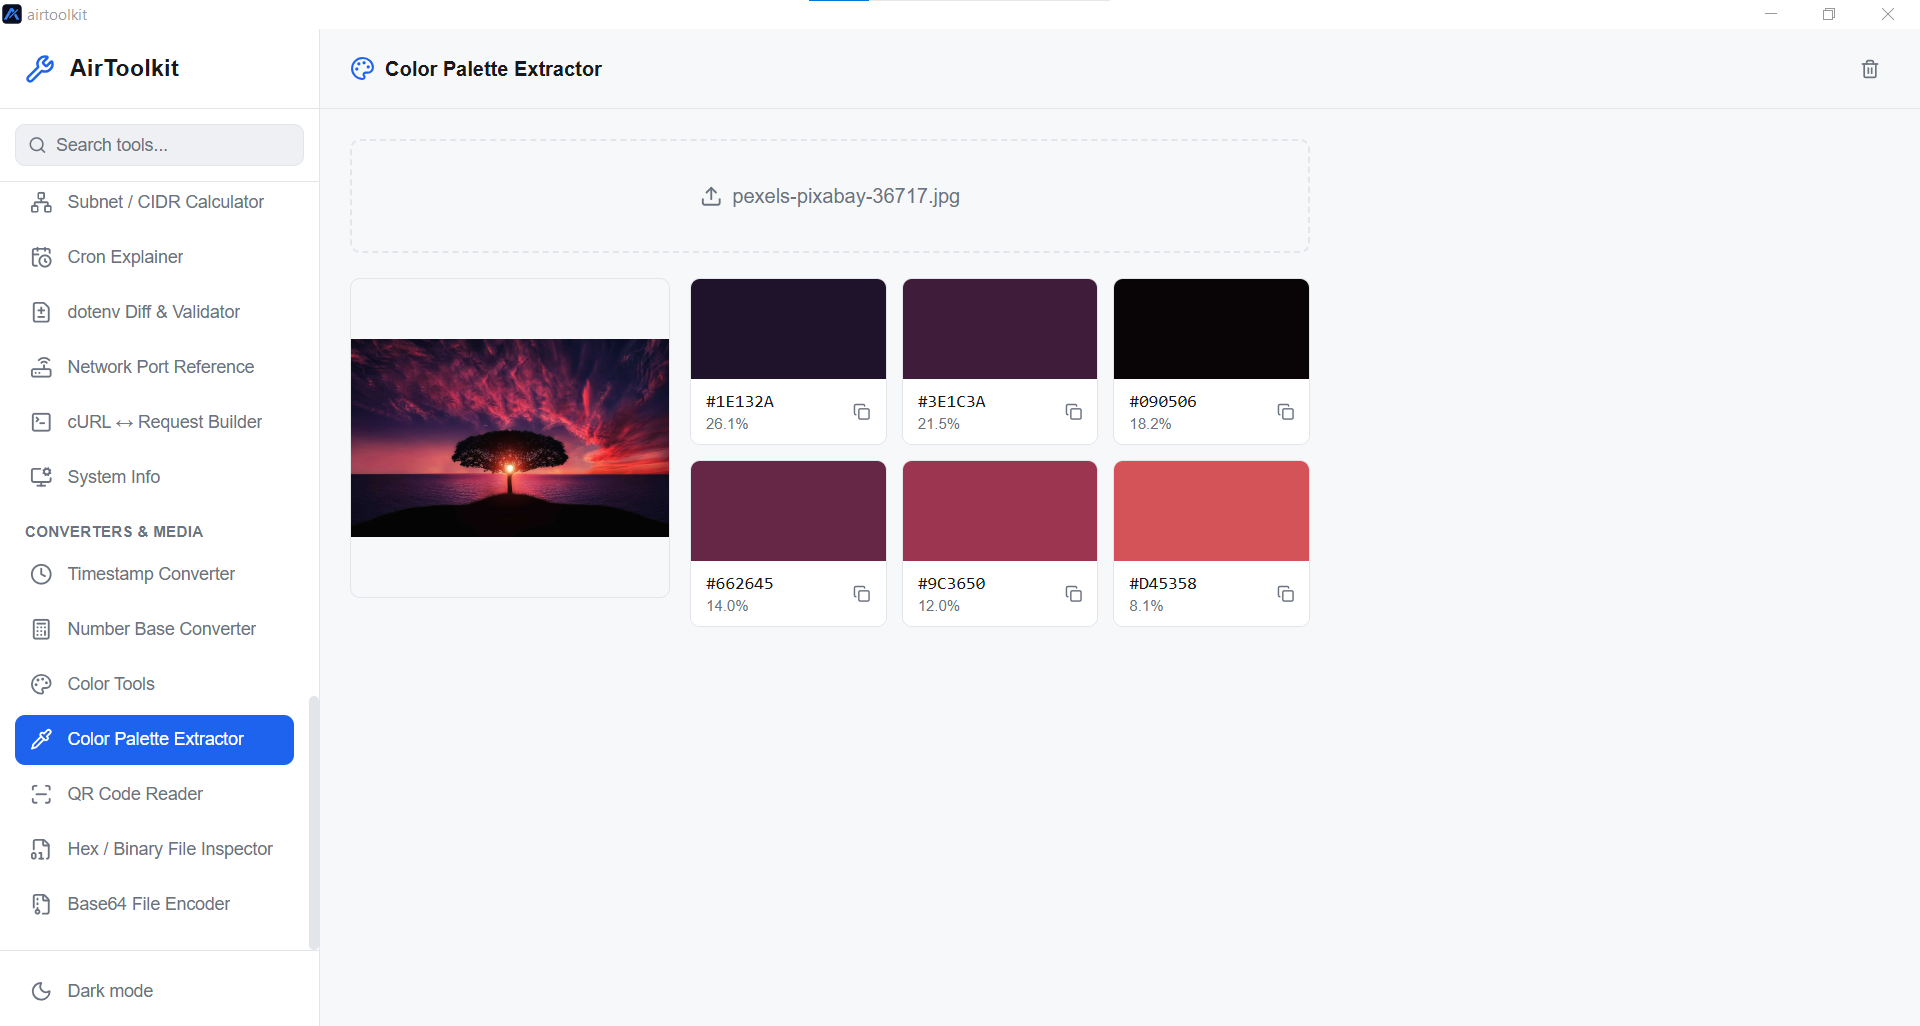 airtoolkit
AirToolkit
Search tools...
Subnet / CIDR Calculator
Cron Explainer
dotenv Diff & Validator
Network Port Reference
cURL ↔ Request Builder
System Info
CONVERTERS & MEDIA
Timestamp Converter
Number Base Converter
Color Tools
Color Palette Extractor
QR Code Reader
Hex / Binary File Inspector
Base64 File Encoder
Dark mode
Color Palette Extractor
pexels-pixabay-36717.jpg
#1E132A
26.1%
#3E1C3A
21.5%
#090506
18.2%
#662645
14.0%
#9C3650
12.0%
#D45358
8.1%